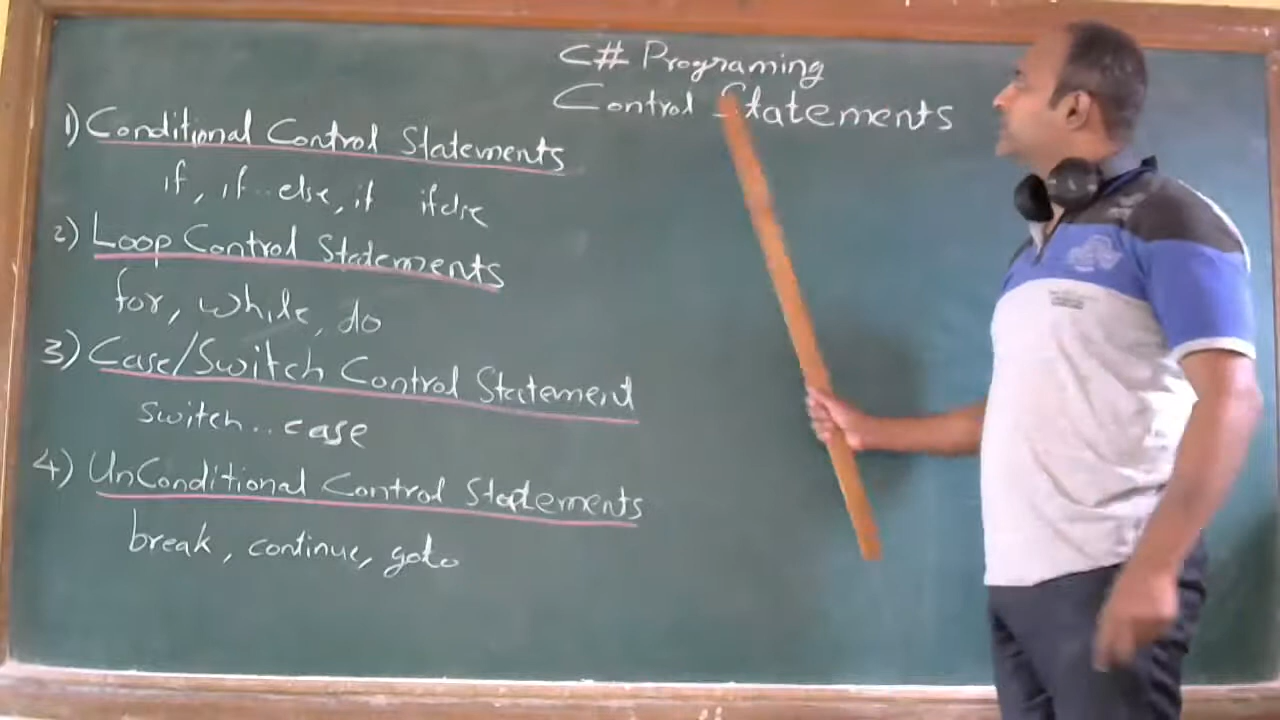 C# Programing
Control Statements
1) Conditional Control Statements
if, if..else, if ifelse
2) Loop Control Statements
for, while, do
3) Case/Switch Control Statement
switch..case
4) UnConditional Control Statements
break, continue, goto